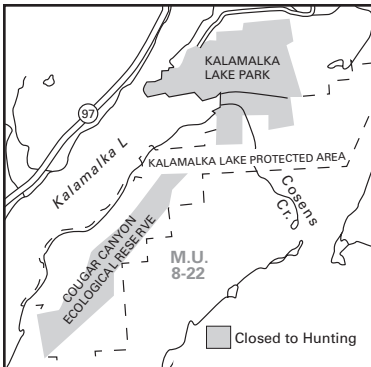 KALAMALKA
LAKE PARK
97
Kalamalka L
KALAMALKA LAKE PROTECTED AREA
Cosens
Cr.
COUGAR CANYON
ECOLOGICAL RESERVE
M.U.
8-22
Closed to Hunting